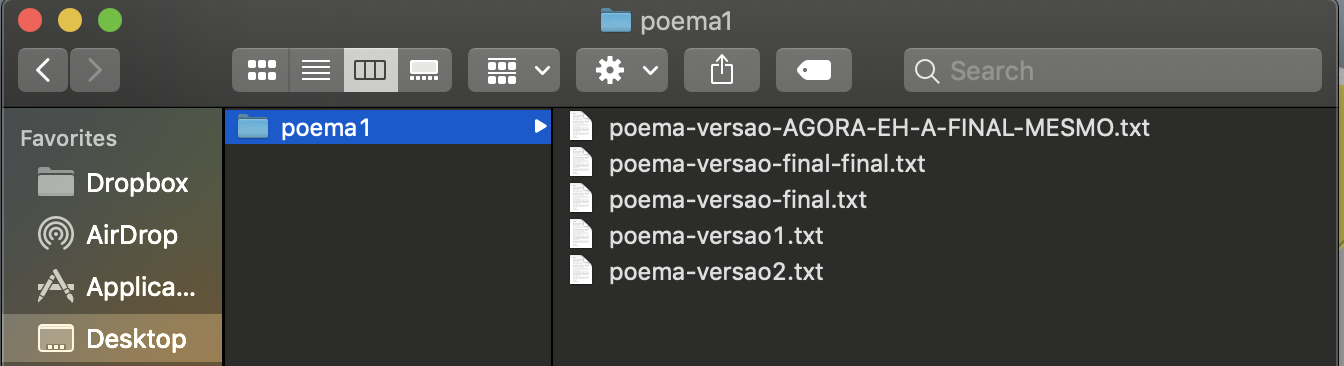 poema1
Search
Favorites
Dropbox
AirDrop
Applica...
Desktop
poema1
poema-versao-AGORA-EH-A-FINAL-MESMO.txt
poema-versao-final-final.txt
poema-versao-final.txt
poema-versao1.txt
poema-versao2.txt